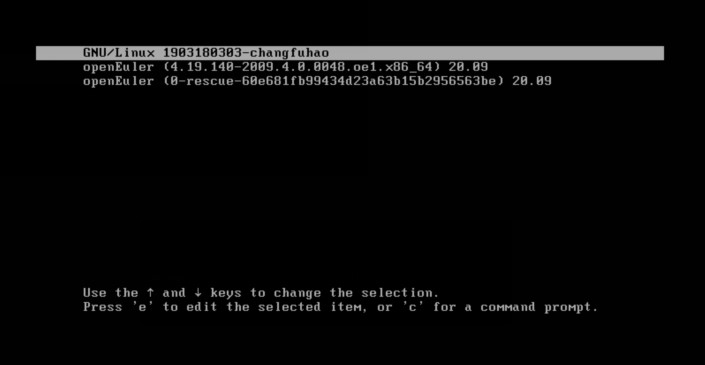 GNU/Linux 1903180303-changfuhao
openEuler (4.19.140-2009.4.0.0048.oe1.x86_64) 20.09
openEuler (0-rescue-60e681fb99434d23a63b15b2956563be) 20.09
Use the ↑ and ↓ keys to change the selection.
Press 'e' to edit the selected item, or 'c' for a command prompt.